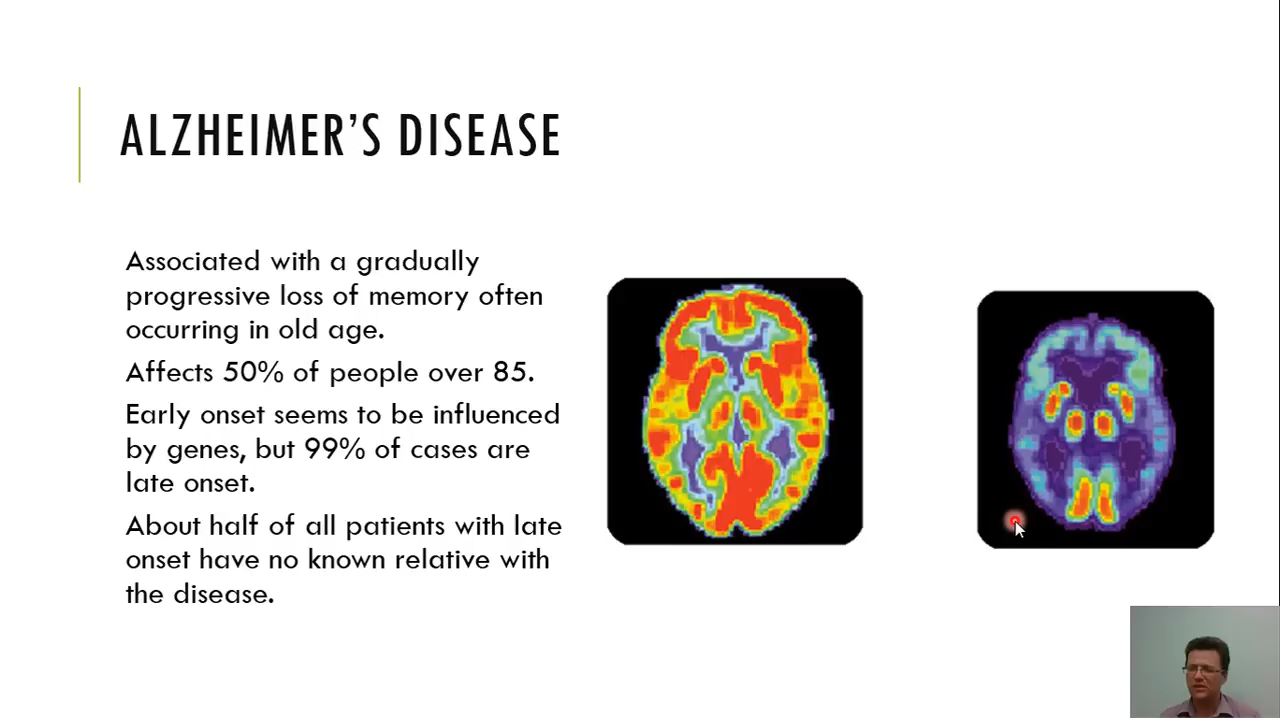 ALZHEIMER'S DISEASE
Associated with a gradually
progressive loss of memory often
occurring in old age.
Affects 50% of people over 85.
Early onset seems to be influenced
by genes, but 99% of cases are
late onset.
About half of all patients with late
onset have no known relative with
the disease.